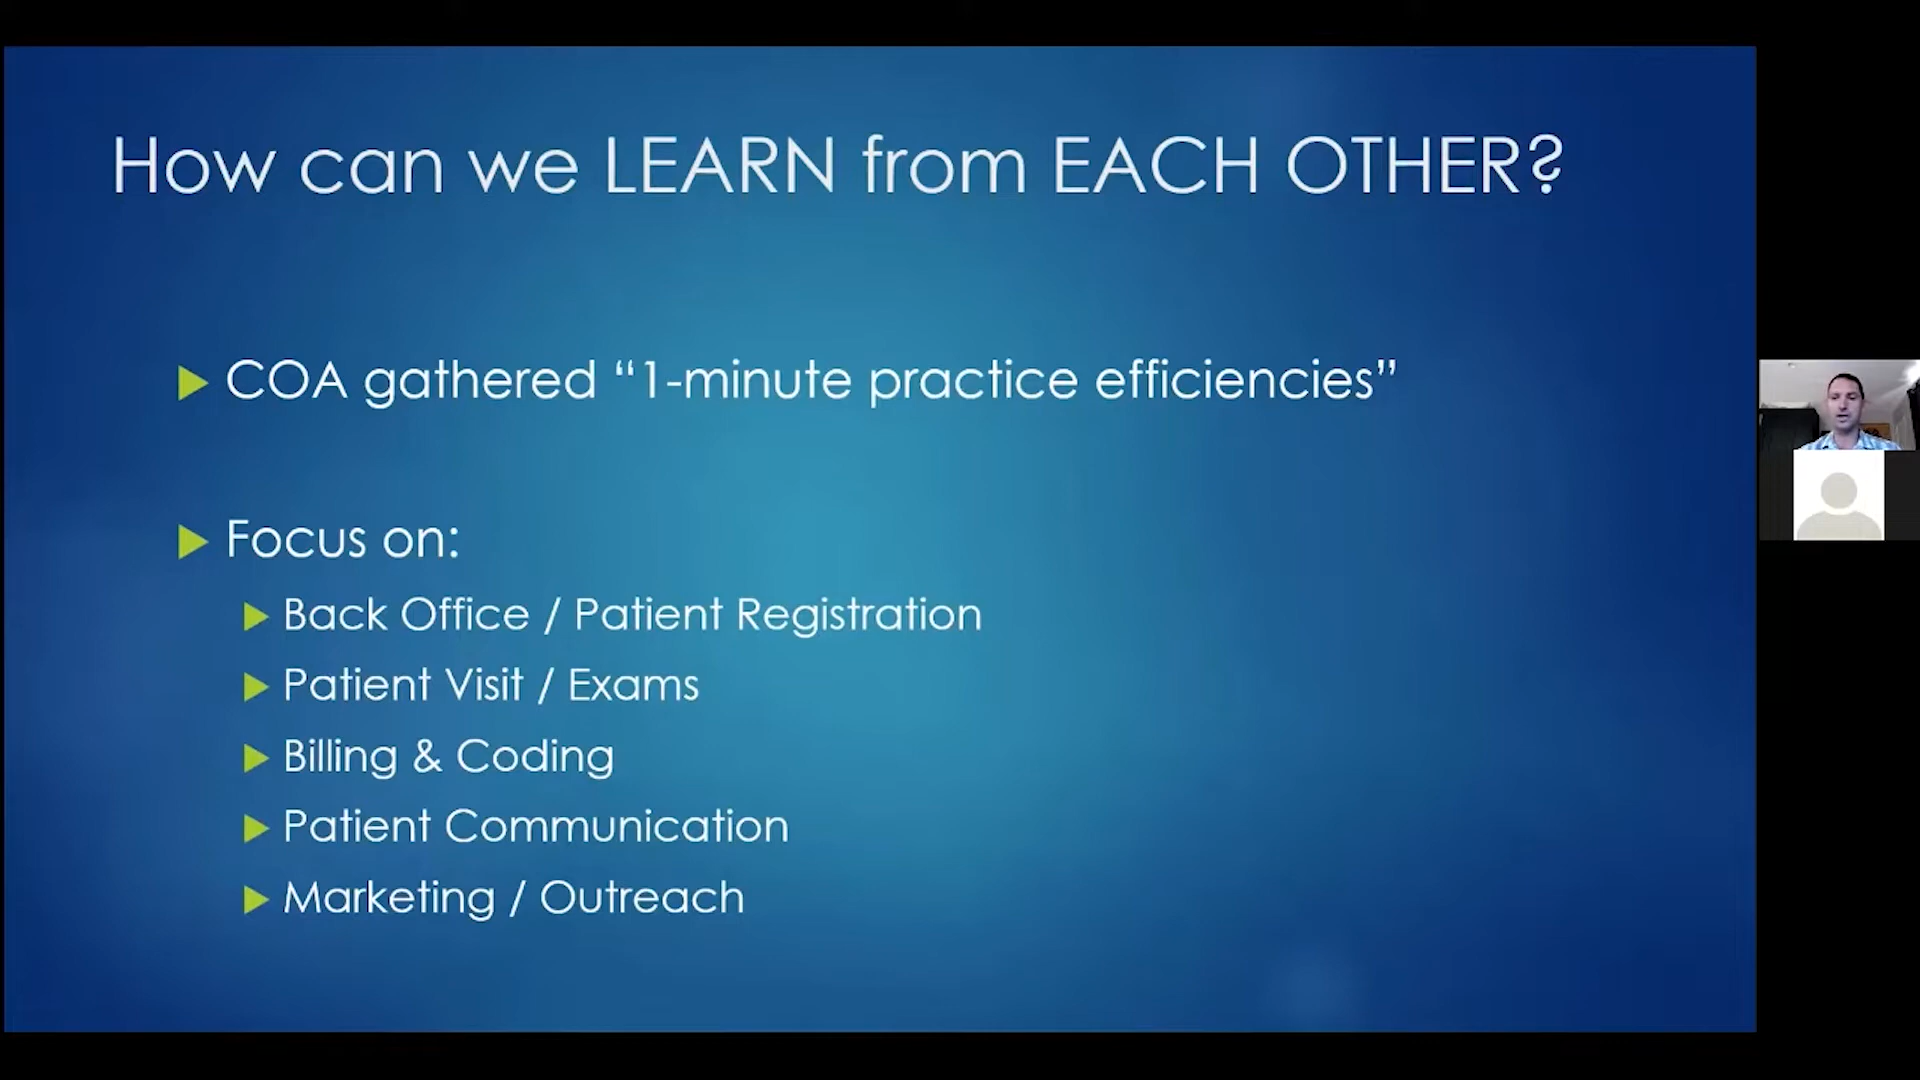 How can we LEARN from EACH OTHER?
COA gathered “1-minute practice efficiencies”
Focus on:
Back Office / Patient Registration
Patient Visit / Exams
Billing & Coding
Patient Communication
Marketing / Outreach